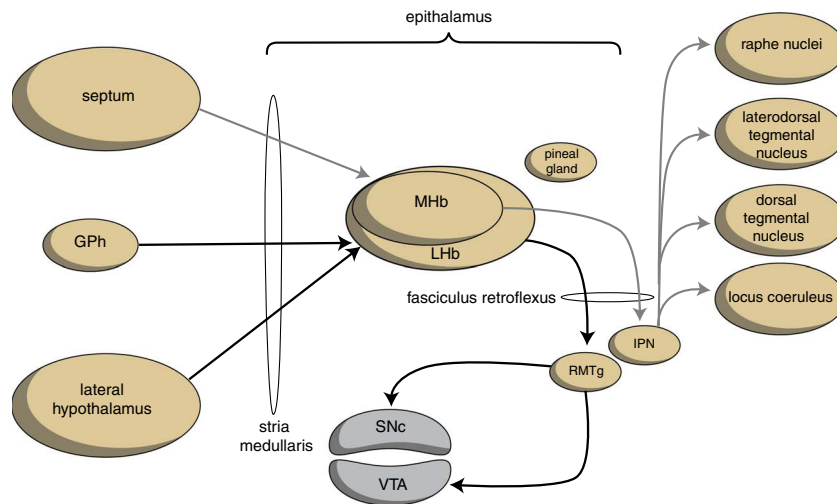 epithalamus
septum
GPh
lateral
hypothalamus
stria
medullaris
MHb
LHb
pineal
gland
fasciculus retroflexus
RMTg
IPN
SNc
VTA
raphe nuclei
laterodorsal
tegmental
nucleus
dorsal
tegmental
nucleus
locus coeruleus